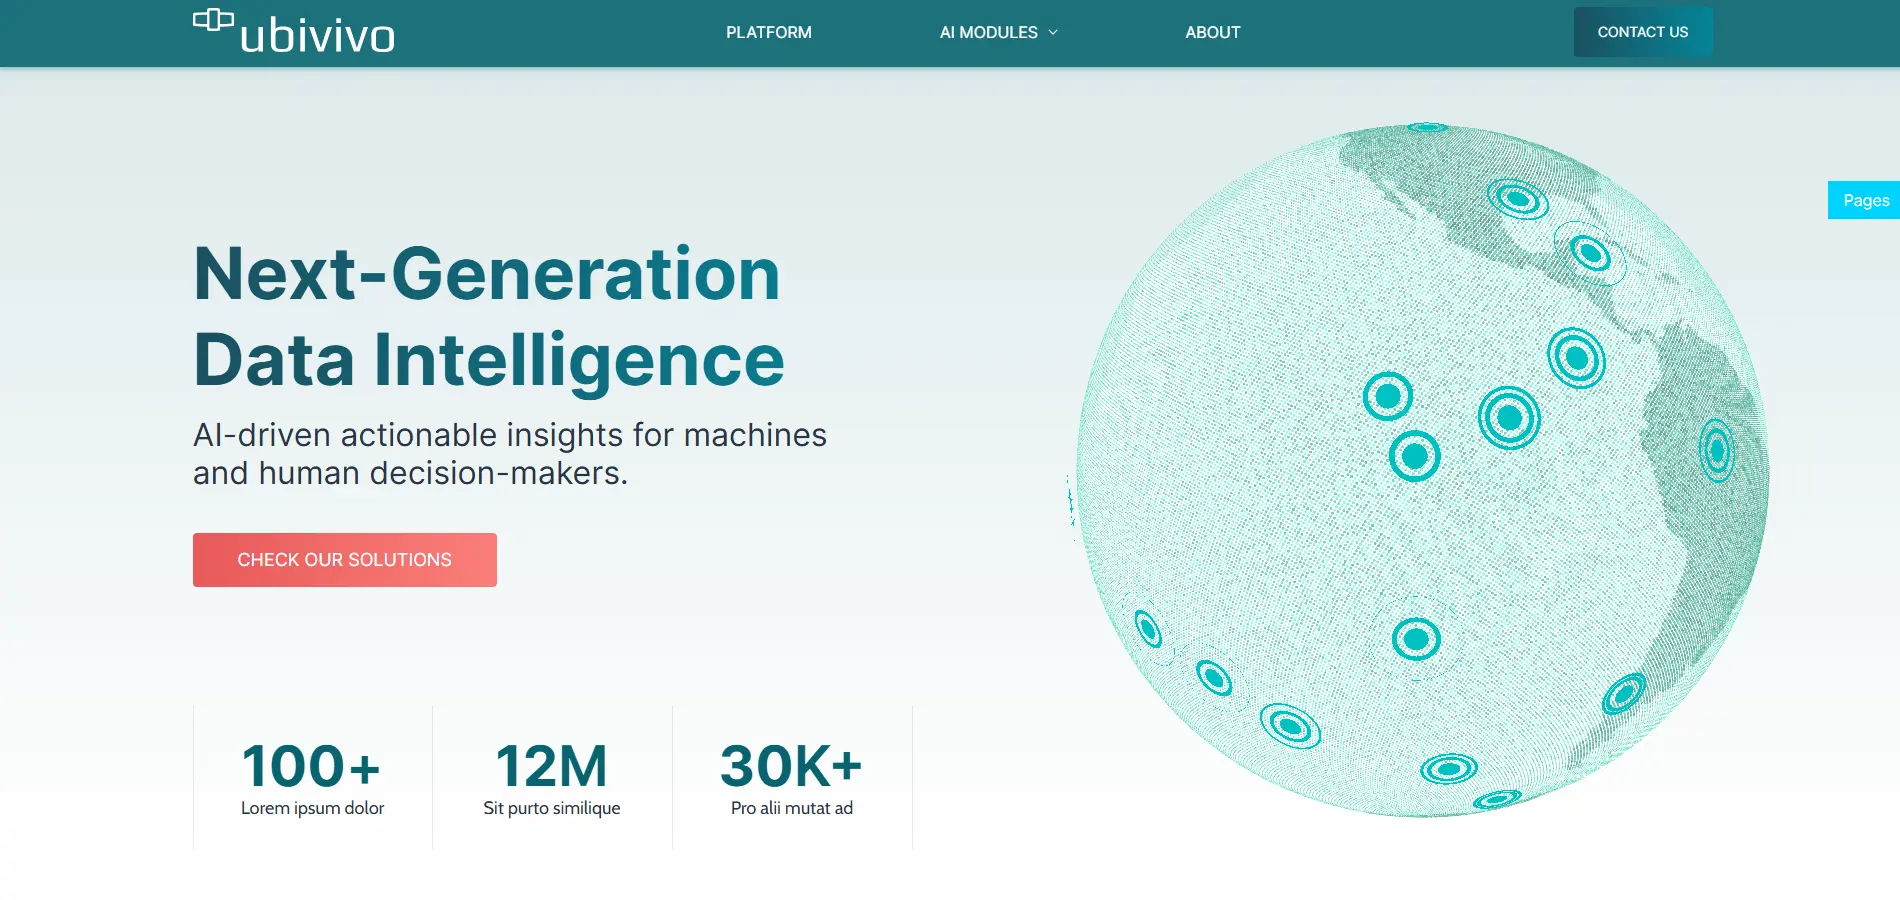 ubivivo
PLATFORM
AI MODULES
ABOUT
CONTACT US
Pages
Next-Generation
Data Intelligence
AI-driven actionable insights for machines
and human decision-makers.
CHECK OUR SOLUTIONS
100+
Lorem ipsum dolor
12M
Sit purto similique
30K+
Pro alii mutat ad